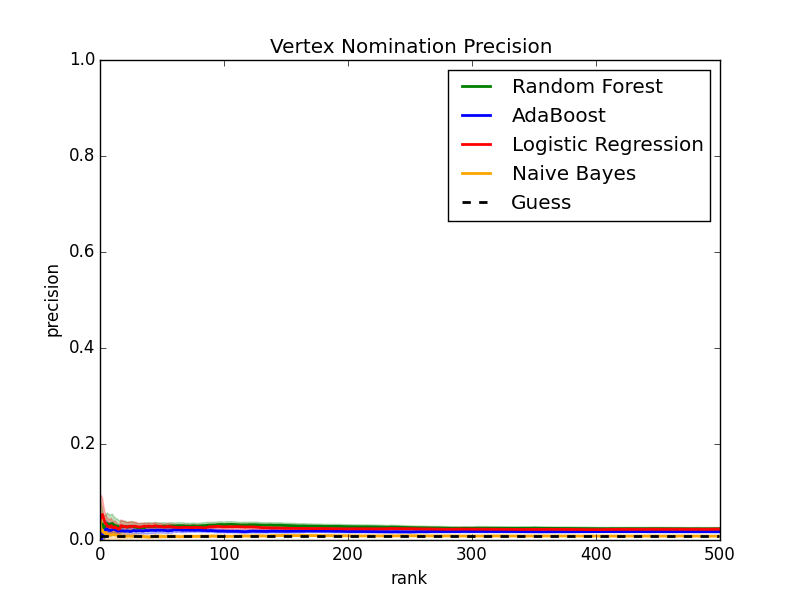 Vertex Nomination Precision
1.0
0.8
0.6
0.4
0.2
0.0
precision
Random Forest
AdaBoost
Logistic Regression
Naive Bayes
Guess
0 100 200 300 400 500
rank